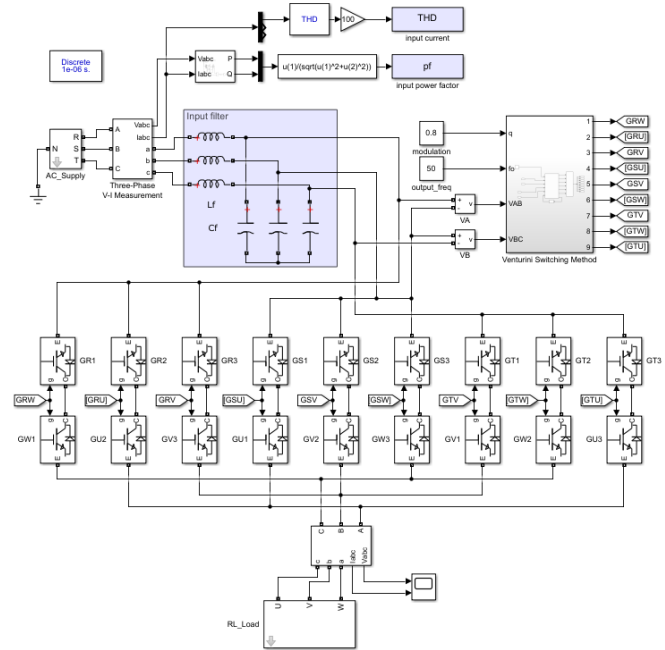 THD
100
THD
input current
Discrete
1e-06 s.
Vabc
Iabc
P
Q
u(1)/(sqrt(u(1)^2+u(2)^2))
pf
input power factor
N
R
S
T
AC_Supply
A
B
C
Vabc
Iabc
a
b
c
Three-Phase
V-I Measurement
Input filter
Lf
Cf
0.8
modulation
50
output_freq
+
-
v
VA
+
-
v
VB
q
fo
VAB
VBC
1
2
3
4
5
6
7
8
9
Venturini Switching Method
GRW
[GRU]
GRV
[GSU]
GSV
[GSW]
GTV
[GTW]
[GTU]
E E E E E E E E E
GR1 GR2 GR3 GS1 GS2 GS3 GT1 GT2 GT3
g C g C g C g C g C g C g C g C g C
GRW [GRU] GRV [GSU] GSV [GSW] GTV [GTW] [GTU]
g C g C g C g C g C g C g C g C g C
GW1 GU2 GV3 GU1 GV2 GW3 GV1 GW2 GU3
E E E E E E E E E
C B A
c b a Iabc Vabc
U V W
RL_Load